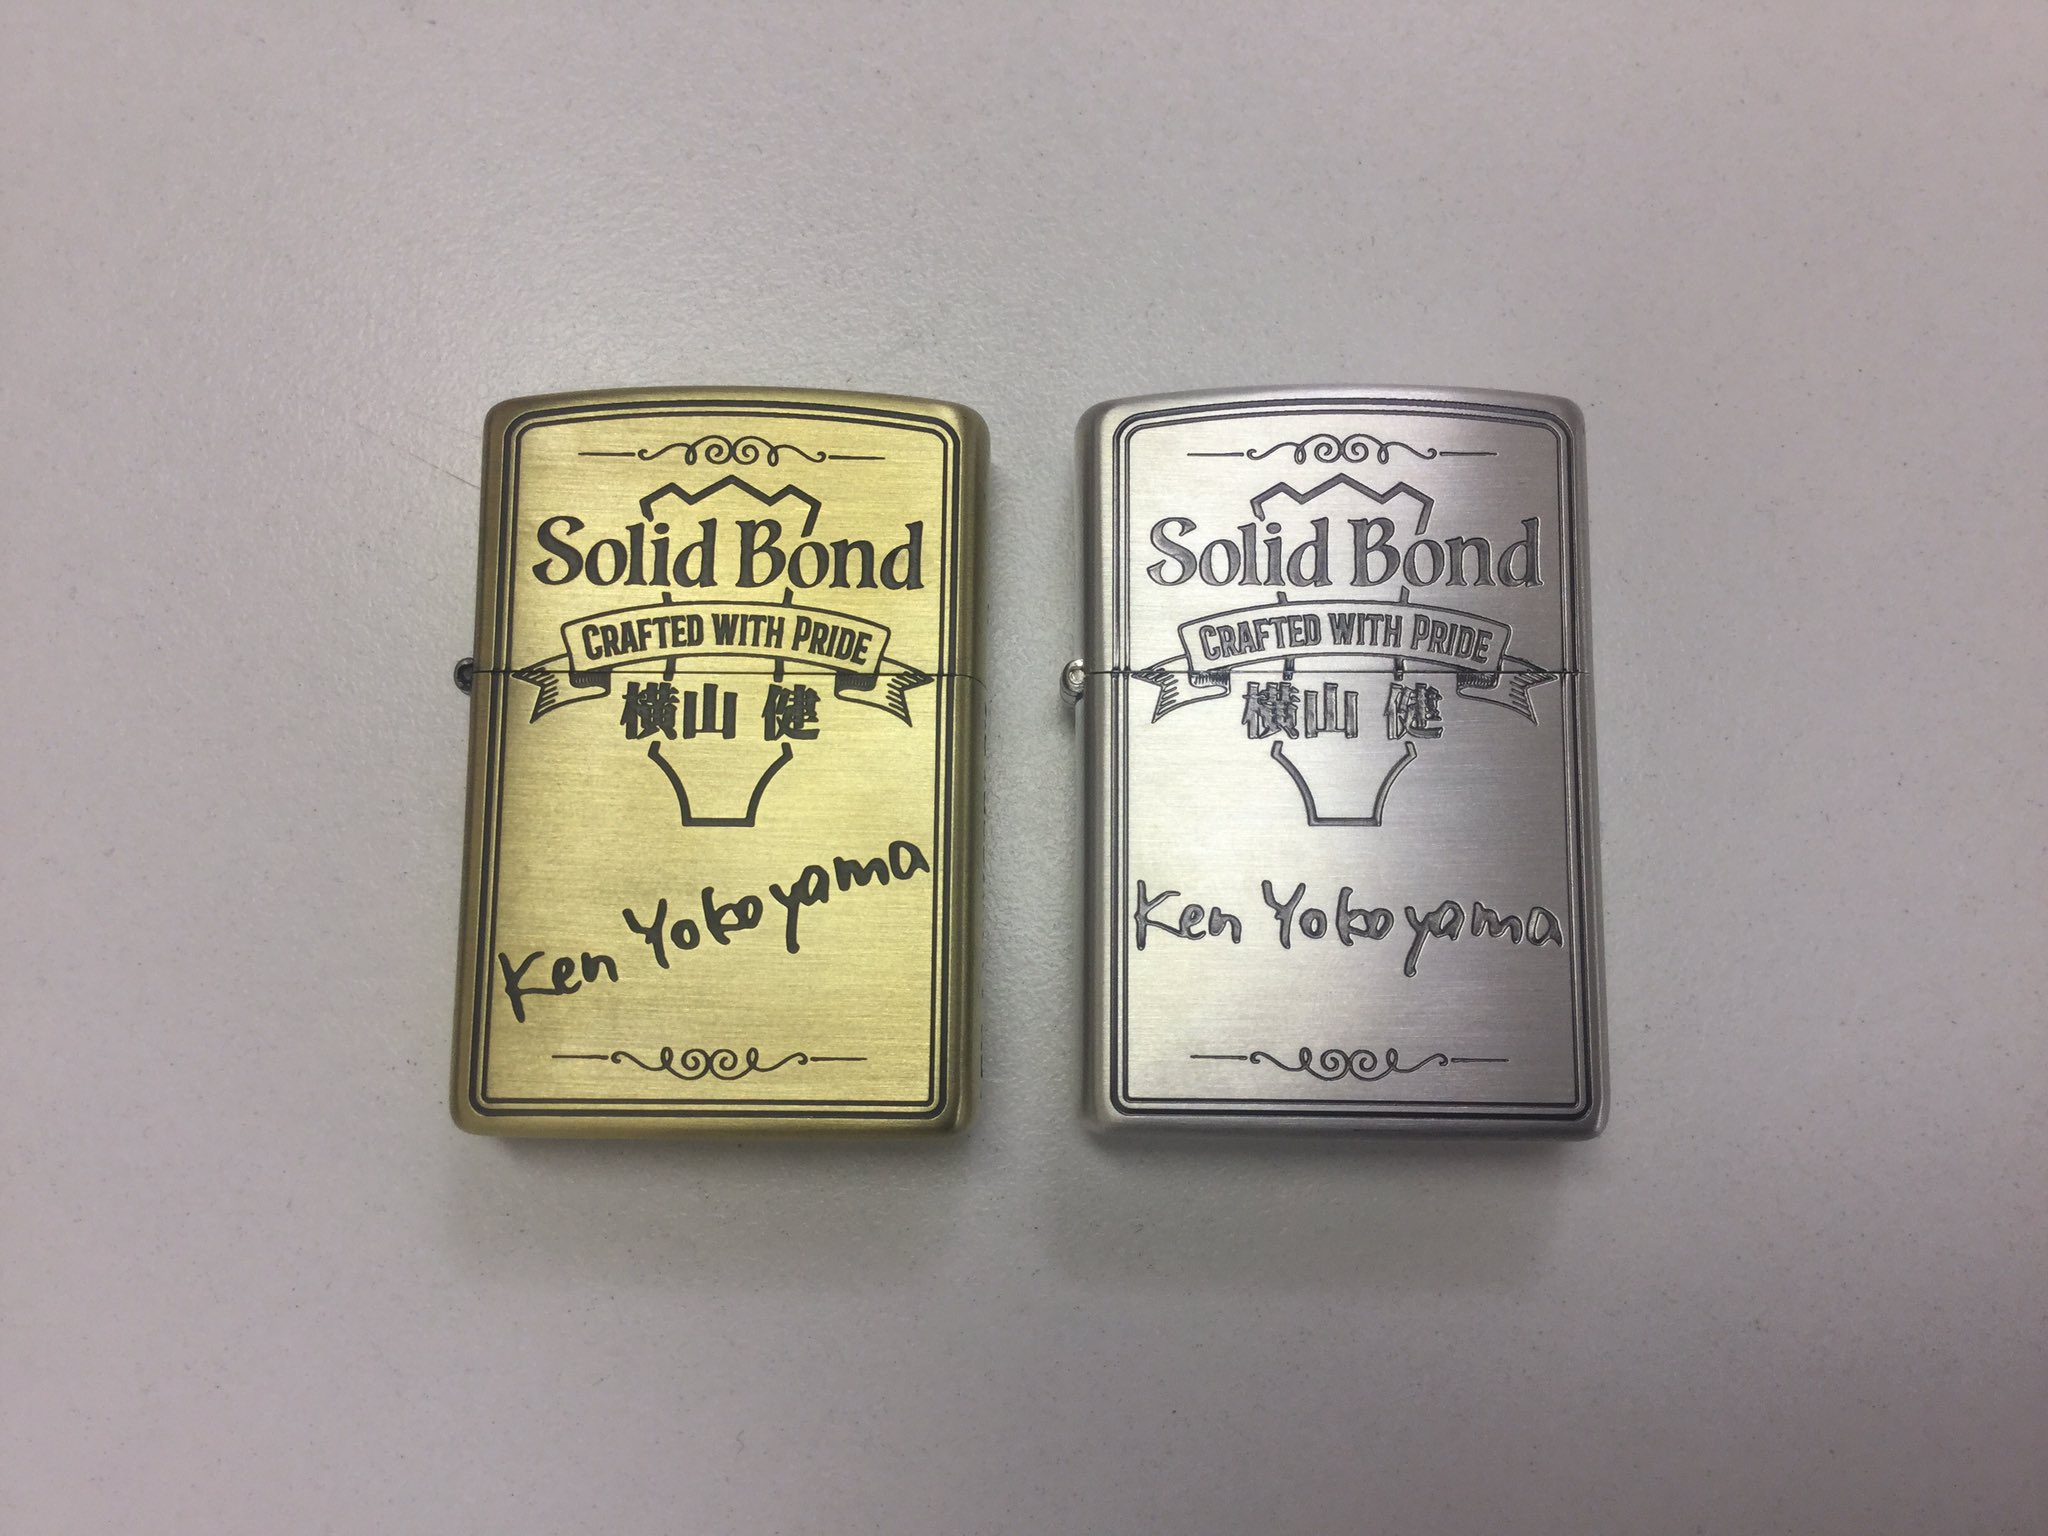 Solid Bond
CRAFTED WITH PRIDE
横山 健
Ken Yokoyama
Solid Bond
CRAFTED WITH PRIDE
横山 健
Ken Yokoyama